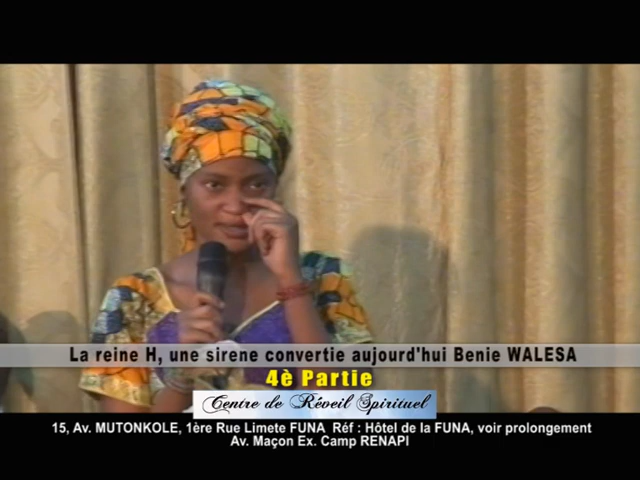 La reine H, une sirene convertie aujourd'hui Benie WALESA
4è Partie
Centre de Réveil Spirituel
15, Av. MUTONKOLE, 1ère Rue Limete FUNA Réf : Hôtel de la FUNA, voir prolongement
Av. Maçon Ex. Camp RENAPI